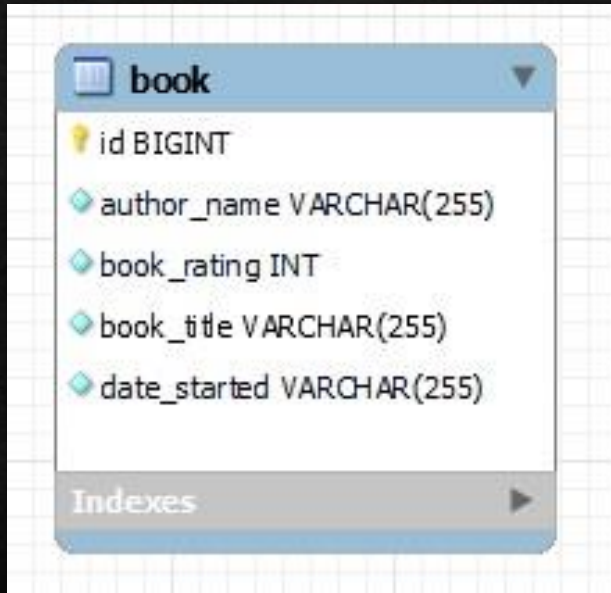 book
id BIGINT
author_name VARCHAR(255)
book_rating INT
book_title VARCHAR(255)
date_started VARCHAR(255)
Indexes